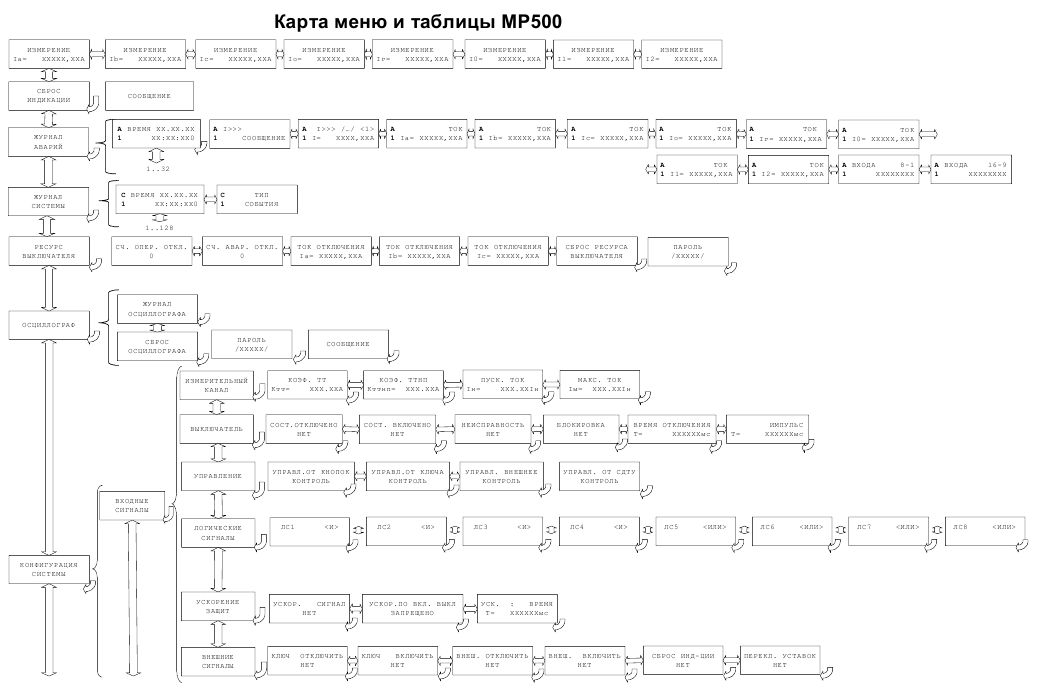 Карта меню и таблицы МР500
ИЗМЕРЕНИЕ
Ia= XXXXX,XXA
ИЗМЕРЕНИЕ
Ib= XXXXX,XXA
ИЗМЕРЕНИЕ
Ic= XXXXX,XXA
ИЗМЕРЕНИЕ
Io= XXXXX,XXA
ИЗМЕРЕНИЕ
Ir= XXXXX,XXA
ИЗМЕРЕНИЕ
I0= XXXXX,XXA
ИЗМЕРЕНИЕ
I1= XXXXX,XXA
ИЗМЕРЕНИЕ
I2= XXXXX,XXA
СБРОС
ИНДИКАЦИИ
СООБЩЕНИЕ
ЖУРНАЛ
АВАРИЙ
А ВРЕМЯ XX.XX.XX
1 XX:XX:XX0
1..32
А I>>>
1 СООБЩЕНИЕ
А I>>> /_/ <1>
1 I= XXXXX,XXA
А ТОК
1 Ia= XXXXX,XXA
А ТОК
1 Ib= XXXXX,XXA
А ТОК
1 Ic= XXXXX,XXA
А ТОК
1 Io= XXXXX,XXA
А ТОК
1 Ir= XXXXX,XXA
А ТОК
1 I0= XXXXX,XXA
А ТОК
1 I1= XXXXX,XXA
А ТОК
1 I2= XXXXX,XXA
А ВХОДА 8-1
1 XXXXXXXX
А ВХОДА 16-9
1 XXXXXXXX
ЖУРНАЛ
СИСТЕМЫ
С ВРЕМЯ XX.XX.XX
1 XX:XX:XX0
1..128
С ТИП
1 СОБЫТИЯ
РЕСУРС
ВЫКЛЮЧАТЕЛЯ
СЧ. ОПЕР. ОТКЛ.
0
СЧ. АВАР. ОТКЛ.
0
ТОК ОТКЛЮЧЕНИЯ
Ia= XXXXX,XXA
ТОК ОТКЛЮЧЕНИЯ
Ib= XXXXX,XXA
ТОК ОТКЛЮЧЕНИЯ
Ic= XXXXX,XXA
СБРОС РЕСУРСА
ВЫКЛЮЧАТЕЛЯ
ПАРОЛЬ
/XXXXX/
ОСЦИЛЛОГРАФ
ЖУРНАЛ
ОСЦИЛЛОГРАФА
СБРОС
ОСЦИЛЛОГРАФА
ПАРОЛЬ
/XXXXX/
СООБЩЕНИЕ
КОНФИГУРАЦИЯ
СИСТЕМЫ
ВХОДНЫЕ
СИГНАЛЫ
ИЗМЕРИТЕЛЬНЫЙ
КАНАЛ
КОЭФ. ТТ
Kтт= XXX.XXA
КОЭФ. ТТНП
Kттнп= XXX.XXA
ПУСК. ТОК
Iн= XXX.XXIн
МАКС. ТОК
Iм= XXX.XXIн
ВЫКЛЮЧАТЕЛЬ
СОСТ.ОТКЛЮЧЕНО
НЕТ
СОСТ. ВКЛЮЧЕНО
НЕТ
НЕИСПРАВНОСТЬ
НЕТ
БЛОКИРОВКА
НЕТ
ВРЕМЯ ОТКЛЮЧЕНИЯ
T= XXXXXXмс
ИМПУЛЬС
T= XXXXXXмс
УПРАВЛЕНИЕ
УПРАВЛ.ОТ КНОПОК
КОНТРОЛЬ
УПРАВЛ.ОТ КЛЮЧА
КОНТРОЛЬ
УПРАВЛ. ВНЕШНЕЕ
КОНТРОЛЬ
УПРАВЛ. ОТ СДТУ
КОНТРОЛЬ
ЛОГИЧЕСКИЕ
СИГНАЛЫ
ЛС1 <И>
ЛС2 <И>
ЛС3 <И>
ЛС4 <И>
ЛС5 <ИЛИ>
ЛС6 <ИЛИ>
ЛС7 <ИЛИ>
ЛС8 <ИЛИ>
УСКОРЕНИЕ
ЗАЩИТ
УСКОР. СИГНАЛ
НЕТ
УСКОР.ПО ВКЛ. ВЫКЛ
ЗАПРЕЩЕНО
УСК. : ВРЕМЯ
T= XXXXXXмс
ВНЕШНИЕ
СИГНАЛЫ
КЛЮЧ ОТКЛЮЧИТЬ
НЕТ
КЛЮЧ ВКЛЮЧИТЬ
НЕТ
ВНЕШ. ОТКЛЮЧИТЬ
НЕТ
ВНЕШ. ВКЛЮЧИТЬ
НЕТ
СБРОС ИНД-ЦИИ
НЕТ
ПЕРЕКЛ. УСТАВОК
НЕТ